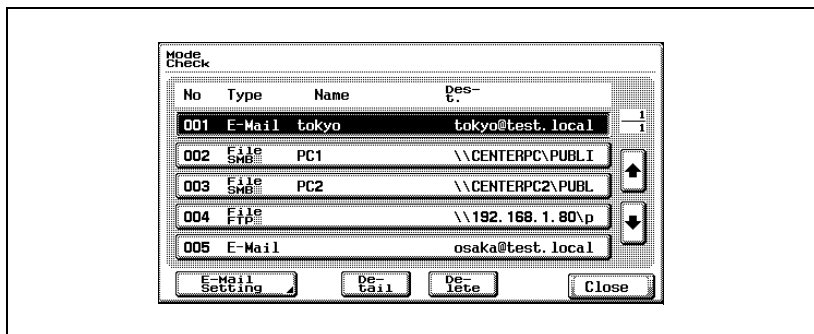 Mode
Check
No Type Name Des-
t.
1
1
001 E-Mail tokyo tokyo@test.local
002 File
SMB PC1 \\CENTERPC\PUBLI
003 File
SMB PC2 \\CENTERPC2\PUBL
004 File
FTP \\192.168.1.80\p
005 E-Mail osaka@test.local
E-Mail
Setting
De-
tail
De-
lete
Close